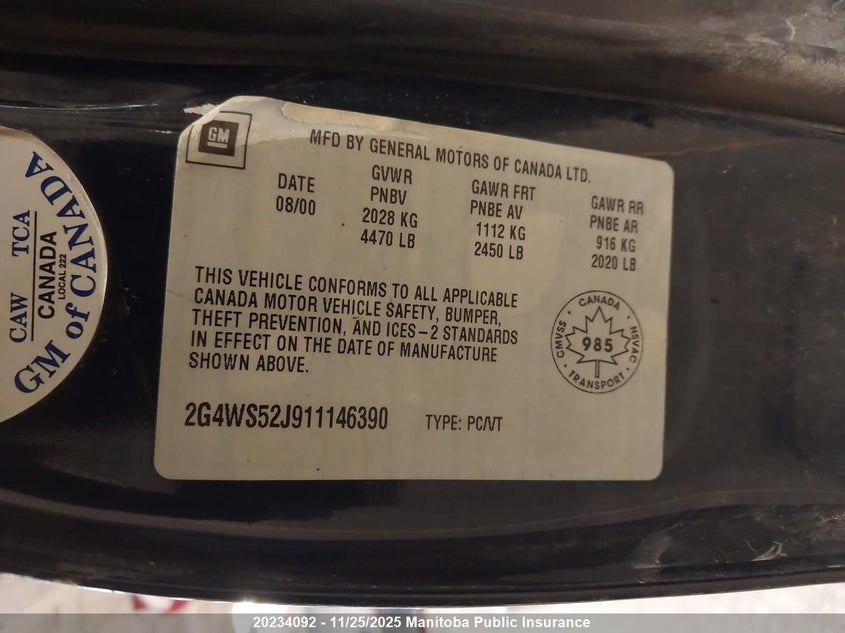 GM
MFD BY GENERAL MOTORS OF CANADA LTD.
DATE
08/00
GVWR
PNBV
2028 KG
4470 LB
GAWR FRT
PNBE AV
1112 KG
2450 LB
GAWR RR
PNBE AR
916 KG
2020 LB
THIS VEHICLE CONFORMS TO ALL APPLICABLE
CANADA MOTOR VEHICLE SAFETY, BUMPER,
THEFT PREVENTION, AND ICES-2 STANDARDS
IN EFFECT ON THE DATE OF MANUFACTURE
SHOWN ABOVE.
CANADA
CMVSS
985
NSVAC
TRANSPORT
2G4WS52J911146390 TYPE: PC/VT
CAW TCA
CANADA
LOCAL 222
GM of CANADA
20234092 - 11/25/2025 Manitoba Public Insurance